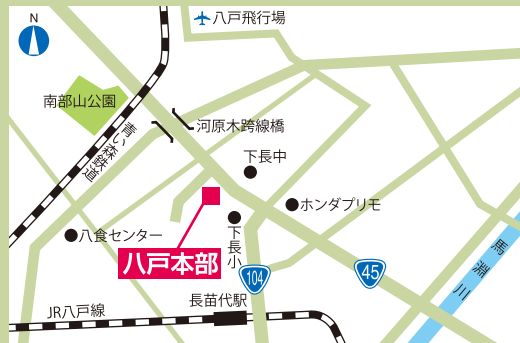 N
八戸飛行場
南部山公園
青い森鉄道
河原木跨線橋
下長中
ホンダプリモ
八食センター
下長小
八戸本部
104
45
馬淵川
長苗代駅
JR八戸線